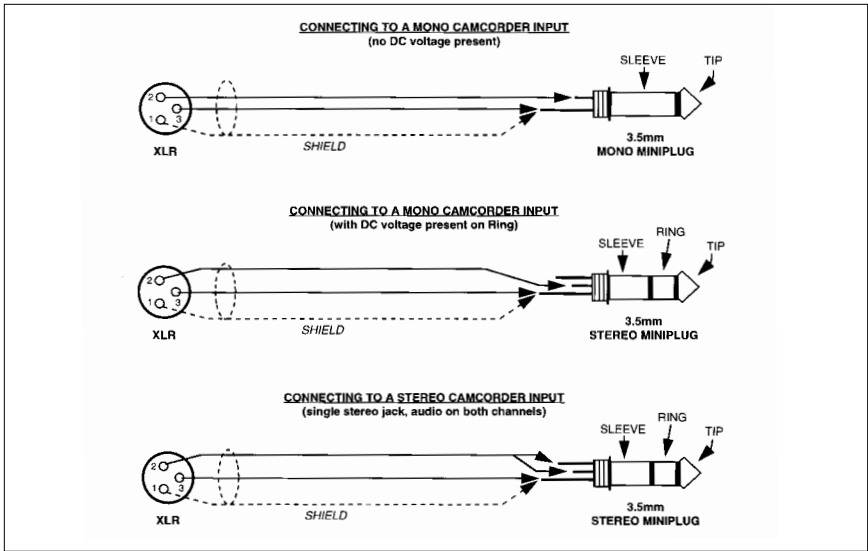 CONNECTING TO A MONO CAMCORDER INPUT
(no DC voltage present)
SLEEVE
TIP
2
3
1
SHIELD
XLR
3.5mm
MONO MINIPLUG
CONNECTING TO A MONO CAMCORDER INPUT
(with DC voltage present on Ring)
SLEEVE
RING
TIP
2
3
1
SHIELD
XLR
3.5mm
STEREO MINIPLUG
CONNECTING TO A STEREO CAMCORDER INPUT
(single stereo jack, audio on both channels)
SLEEVE
RING
TIP
2
3
1
SHIELD
XLR
3.5mm
STEREO MINIPLUG